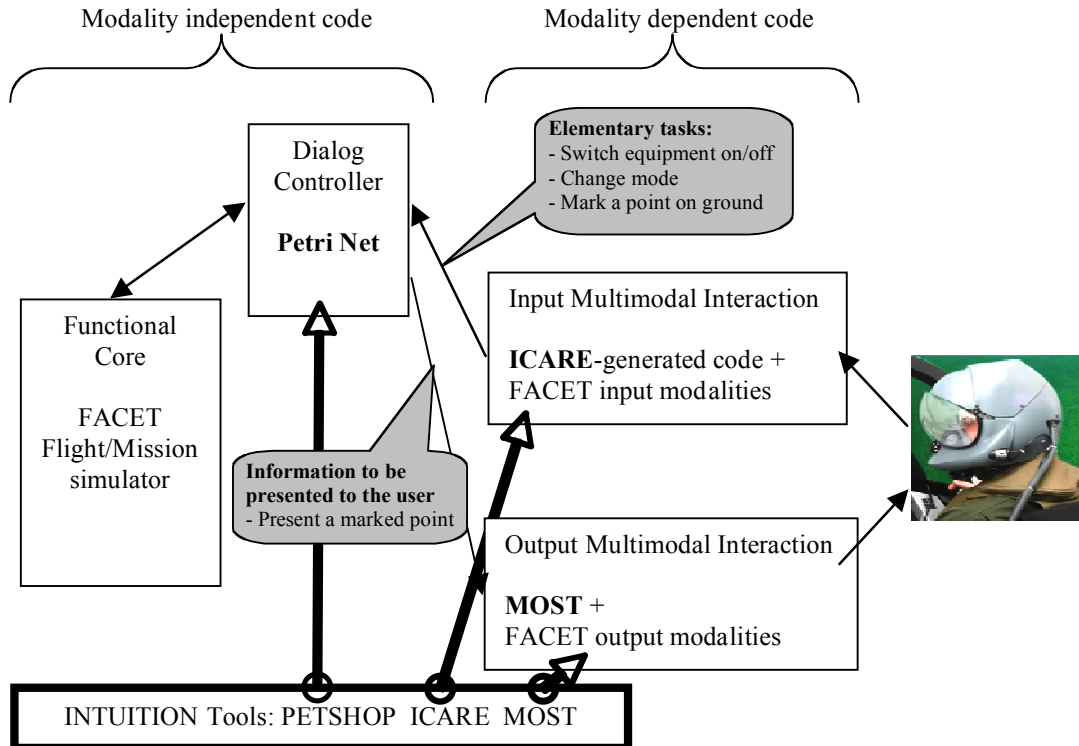 Modality independent code
Modality dependent code
Elementary tasks:
- Switch equipment on/off
- Change mode
- Mark a point on ground
Dialog
Controller
Petri Net
Functional
Core
FACET
Flight/Mission
simulator
Input Multimodal Interaction
ICARE-generated code +
FACET input modalities
Information to be
presented to the user
- Present a marked point
Output Multimodal Interaction
MOST +
FACET output modalities
INTUITION Tools: PETSHOP ICARE MOST